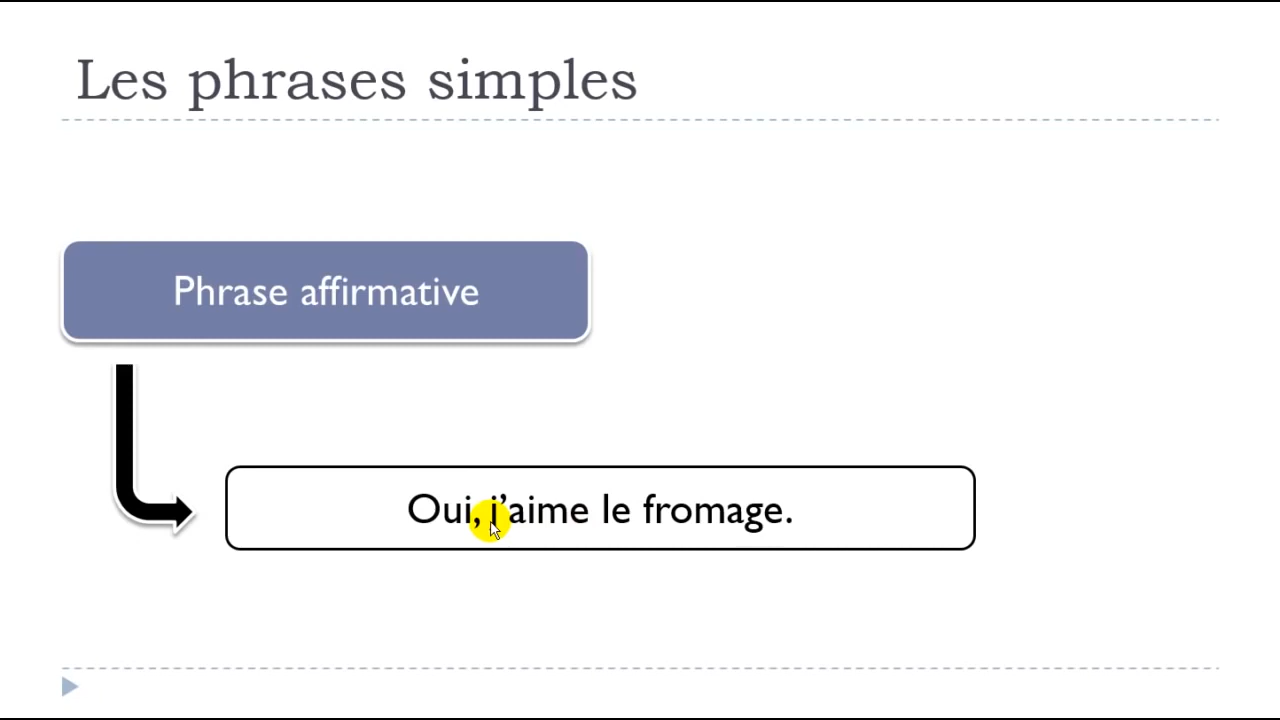 Les phrases simples
Phrase affirmative
Oui, j’aime le fromage.